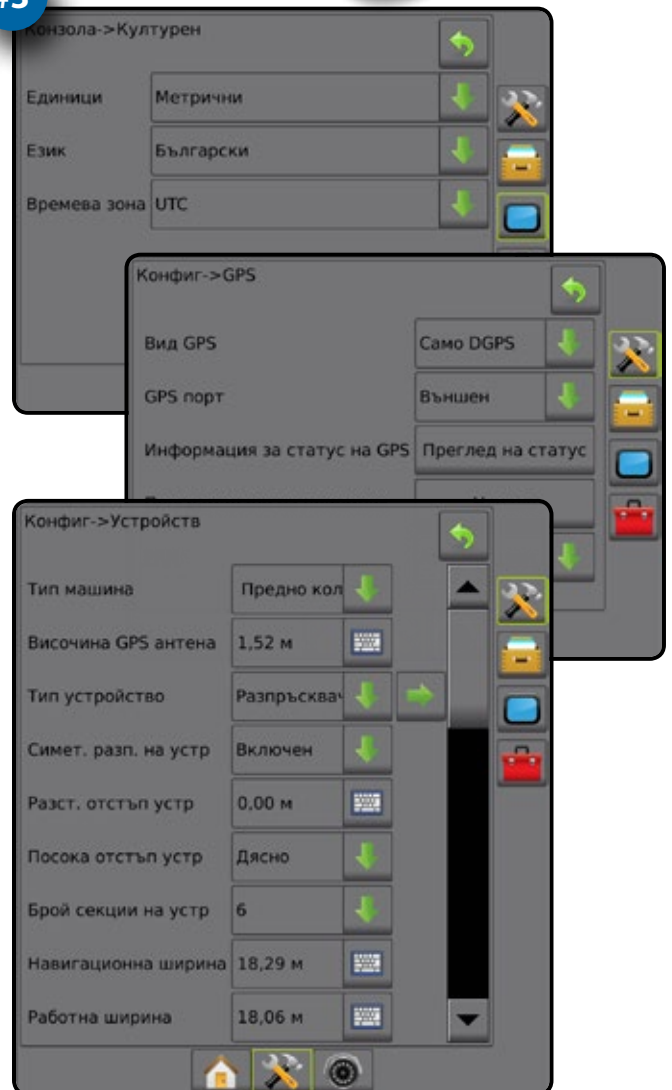 #3
Конзола->Културен
Единици Метрични
Език Български
Времева зона UTC
Конфиг->GPS
Вид GPS Само DGPS
GPS порт Външен
Информация за статус на GPS Преглед на статус
Конфиг->Устройств
Тип машина Предно кол
Височина GPS антена 1,52 м
Тип устройство Разпръсквач
Симет. разп. на устр Включен
Разст. отстъп устр 0,00 м
Посока отстъп устр Дясно
Брой секции на устр 6
Навигационна ширина 18,29 м
Работна ширина 18,06 м